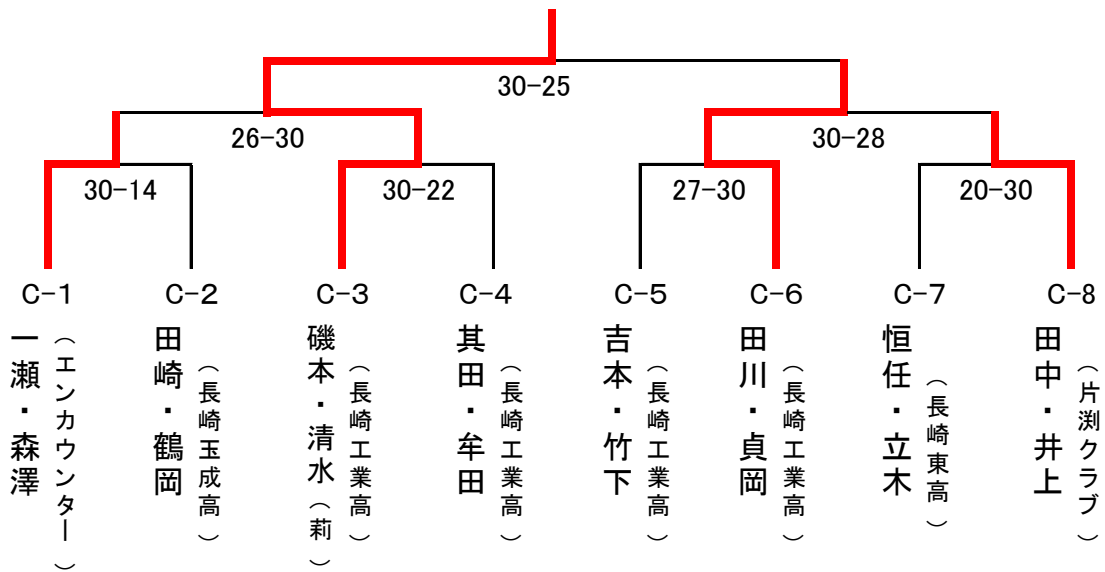 30-25
26-30
30-28
30-14
30-22
27-30
20-30
C-1
C-2
C-3
C-4
C-5
C-6
C-7
C-8
一瀬・森澤
（エンカウンター）
田崎・鶴岡
（長崎玉成高）
磯本・清水（莉）
（長崎工業高）
其田・牟田
（長崎工業高）
吉本・竹下
（長崎工業高）
田川・貞岡
（長崎工業高）
恒任・立木
（長崎東高）
田中・井上
（片渕クラブ）